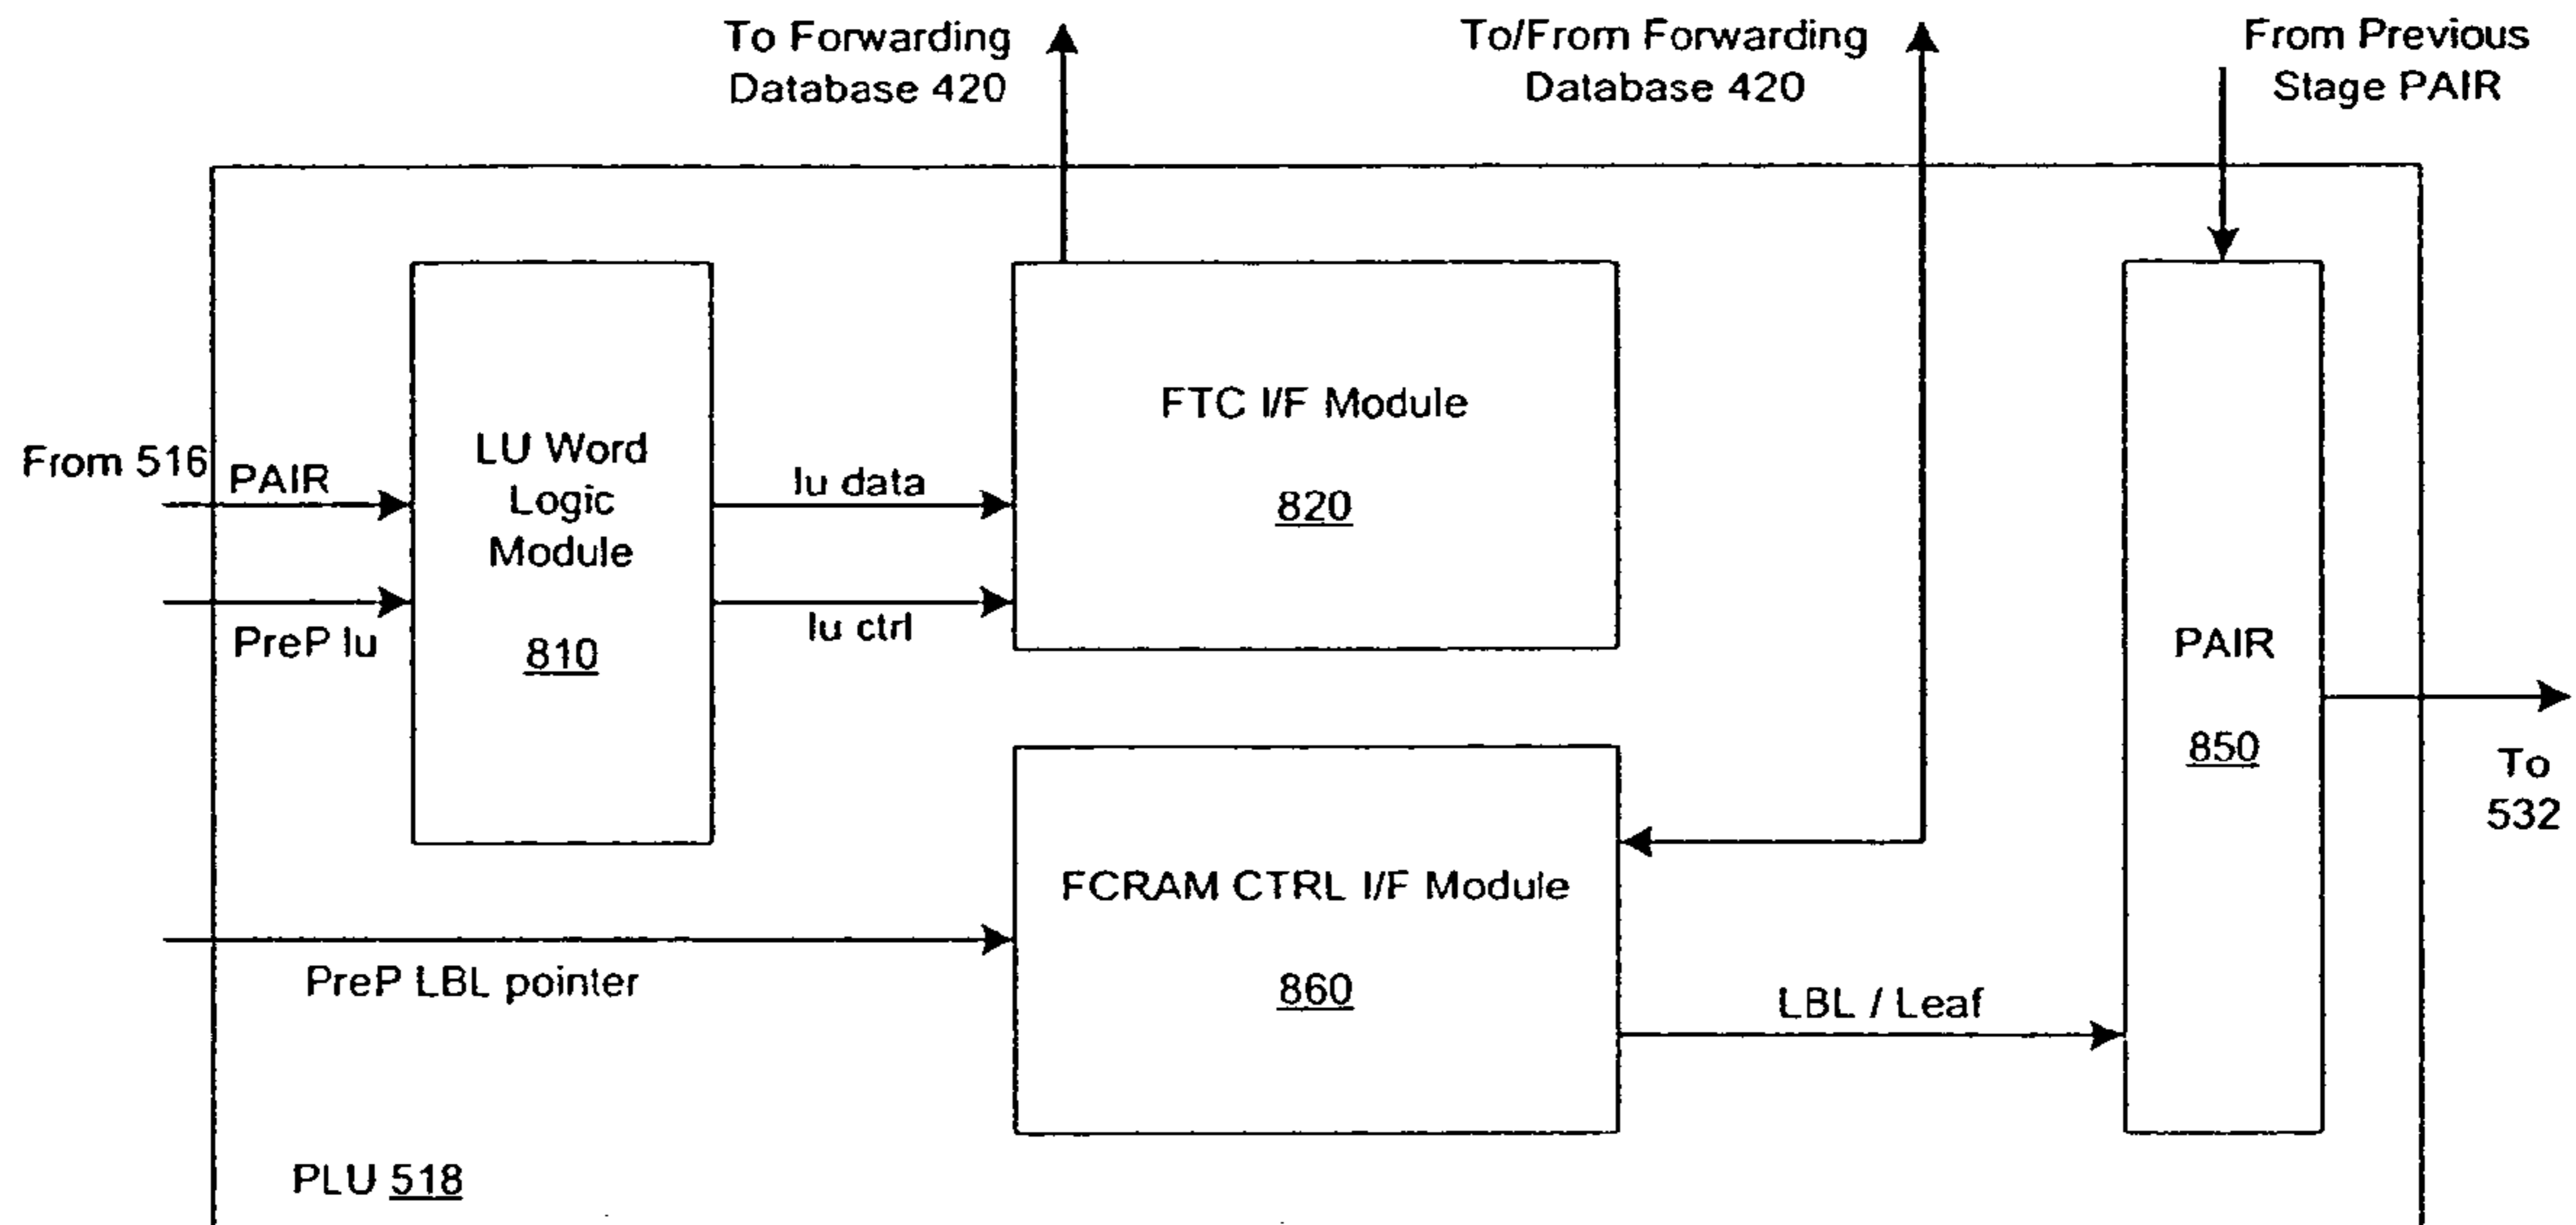 To Forwarding
Database 420
To/From Forwarding
Database 420
From Previous
Stage PAIR
From 516
PAIR
PreP lu
LU Word
Logic
Module
810
lu data
lu ctrl
FTC I/F Module
820
PAIR
850
To
532
PreP LBL pointer
FCRAM CTRL I/F Module
860
LBL / Leaf
PLU 518